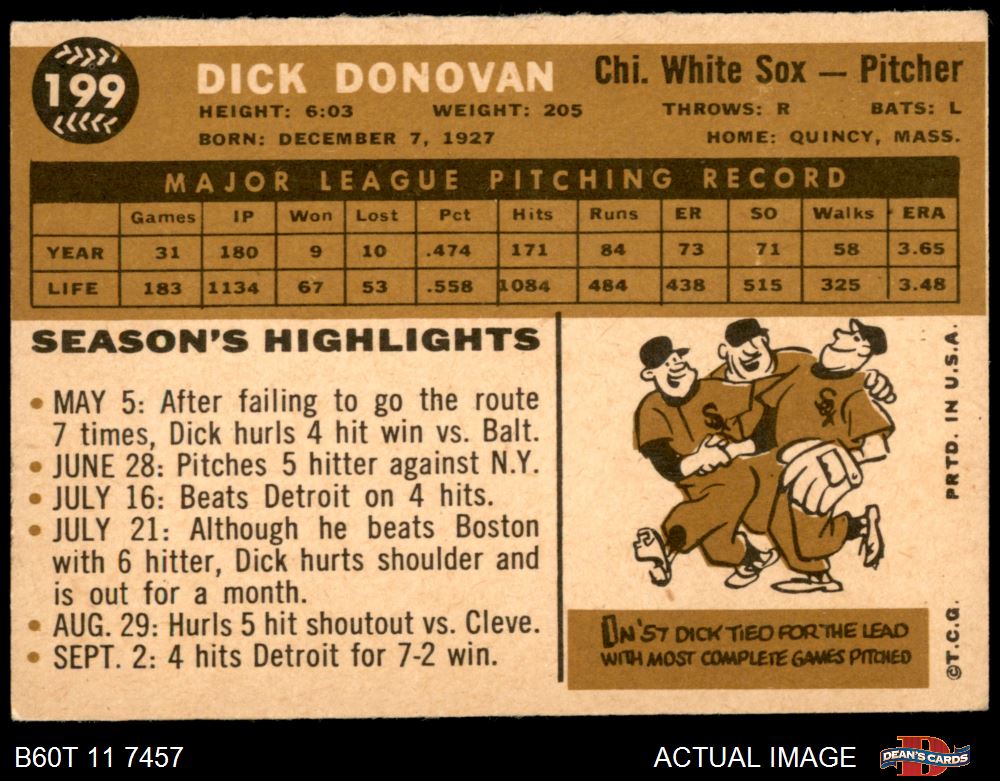 199
DICK DONOVAN
Chi. White Sox — Pitcher
HEIGHT: 6:03 WEIGHT: 205 THROWS: R BATS: L
BORN: DECEMBER 7, 1927 HOME: QUINCY, MASS.
MAJOR LEAGUE PITCHING RECORD
Games IP Won Lost Pct Hits Runs ER SO Walks ERA
YEAR 31 180 9 10 .474 171 84 73 71 58 3.65
LIFE 183 1134 67 53 .558 1084 484 438 515 325 3.48
SEASON'S HIGHLIGHTS
• MAY 5: After failing to go the route
7 times, Dick hurls 4 hit win vs. Balt.
• JUNE 28: Pitches 5 hitter against N.Y.
• JULY 16: Beats Detroit on 4 hits.
• JULY 21: Although he beats Boston
with 6 hitter, Dick hurts shoulder and
is out for a month.
• AUG. 29: Hurls 5 hit shoutout vs. Cleve.
• SEPT. 2: 4 hits Detroit for 7-2 win.
SOX
SOX
IN '57 DICK TIED FOR THE LEAD
WITH MOST COMPLETE GAMES PITCHED
©T.C.G. PRTD. IN U.S.A.
B60T 11 7457
ACTUAL IMAGE
D
DEAN'S CARDS